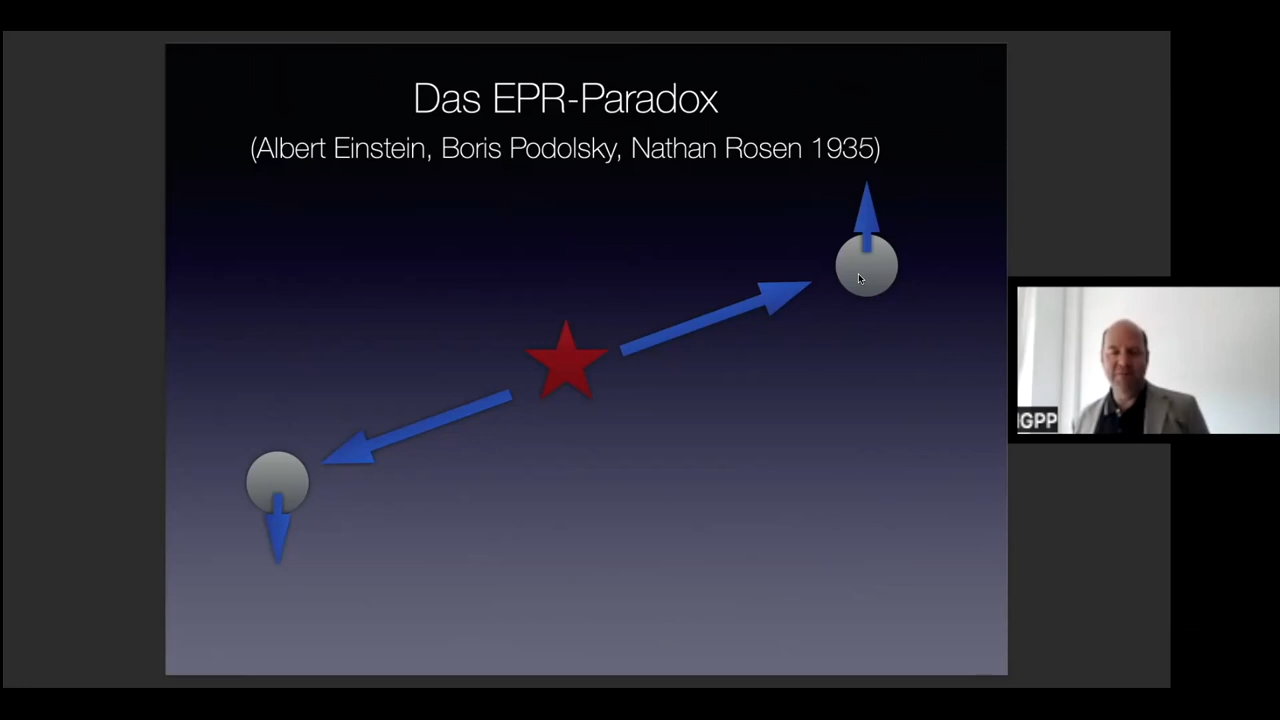 Das EPR-Paradox
(Albert Einstein, Boris Podolsky, Nathan Rosen 1935)
IGPP